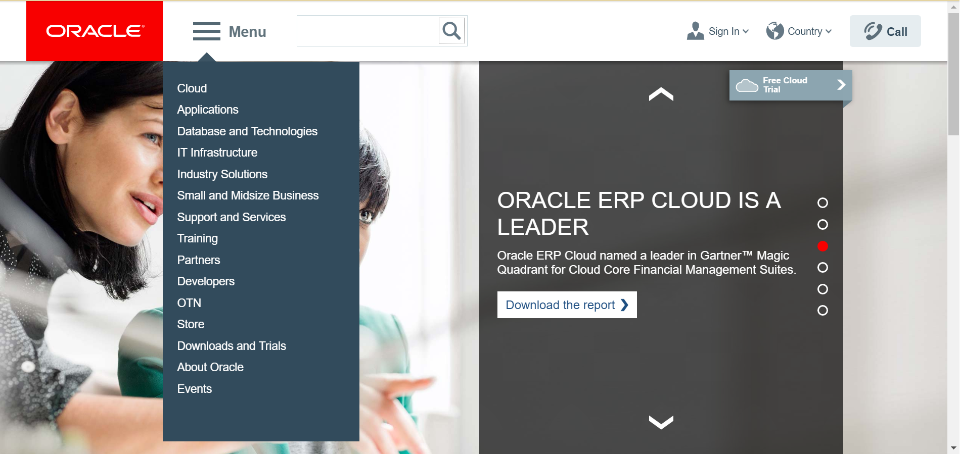 ORACLE®
Menu
Sign In
Country
Call
Cloud
Applications
Database and Technologies
IT Infrastructure
Industry Solutions
Small and Midsize Business
Support and Services
Training
Partners
Developers
OTN
Store
Downloads and Trials
About Oracle
Events
Free Cloud
Trial
ORACLE ERP CLOUD IS A
LEADER
Oracle ERP Cloud named a leader in Gartner™ Magic
Quadrant for Cloud Core Financial Management Suites.
Download the report